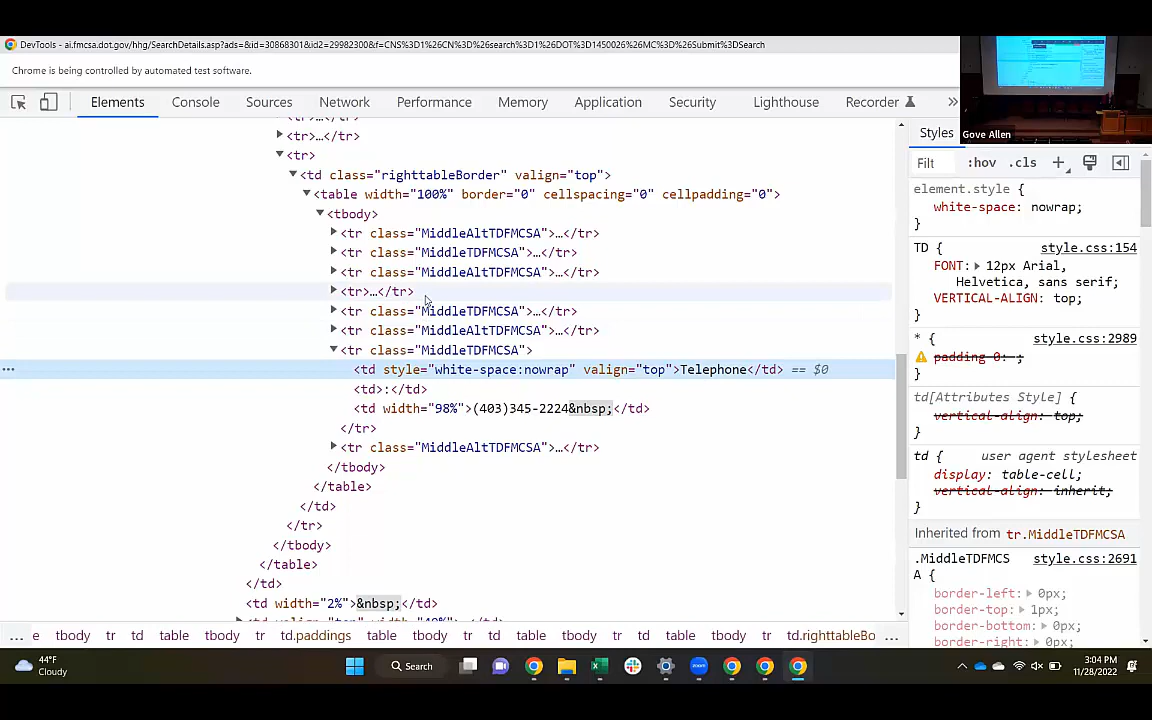 DevTools - ai.fmcsa.dot.gov/hhg/SearchDetails.asp?ads=&id=30868301&id2=29982300&f=CNS%3D1%26CN%3D%26search%3D1%26DOT%3D1450026%26MC%3D%26Submit%3DSearch
Chrome is being controlled by automated test software.
Elements Console Sources Network Performance Memory Application Security Lighthouse Recorder »
Gove Allen
<tr>…</tr>
<tr>…</tr>
<tr>
<td class="righttableBorder" valign="top">
<table width="100%" border="0" cellspacing="0" cellpadding="0">
<tbody>
<tr class="MiddleAltTDFMCSA">…</tr>
<tr class="MiddleTDFMCSA">…</tr>
<tr class="MiddleAltTDFMCSA">…</tr>
<tr>…</tr>
<tr class="MiddleTDFMCSA">…</tr>
<tr class="MiddleAltTDFMCSA">…</tr>
<tr class="MiddleTDFMCSA">
… <td style="white-space:nowrap" valign="top">Telephone</td> == $0
<td>:</td>
<td width="98%">(403)345-2224&nbsp;</td>
</tr>
<tr class="MiddleAltTDFMCSA">…</tr>
</tbody>
</table>
</td>
</tr>
</tbody>
</table>
</td>
<td width="2%">&nbsp;</td>
Styles
Filt :hov .cls +
element.style {
white-space: nowrap;
}
TD { style.css:154
FONT: 12px Arial,
Helvetica, sans serif;
VERTICAL-ALIGN: top;
}
* { style.css:2989
padding 0: ;
}
td[Attributes Style] {
vertical-align: top;
}
td { user agent stylesheet
display: table-cell;
vertical-align: inherit;
}
Inherited from tr.MiddleTDFMCSA
.MiddleTDFMCS style.css:2691
A {
border-left: 0px;
border-top: 1px;
border-bottom: 0px;
border-right: 0px;
… e tbody tr td table tbody tr td.paddings table tbody tr td table tbody tr td table tbody tr td.righttableBo …
44°F
Cloudy
Search
3:04 PM
11/28/2022